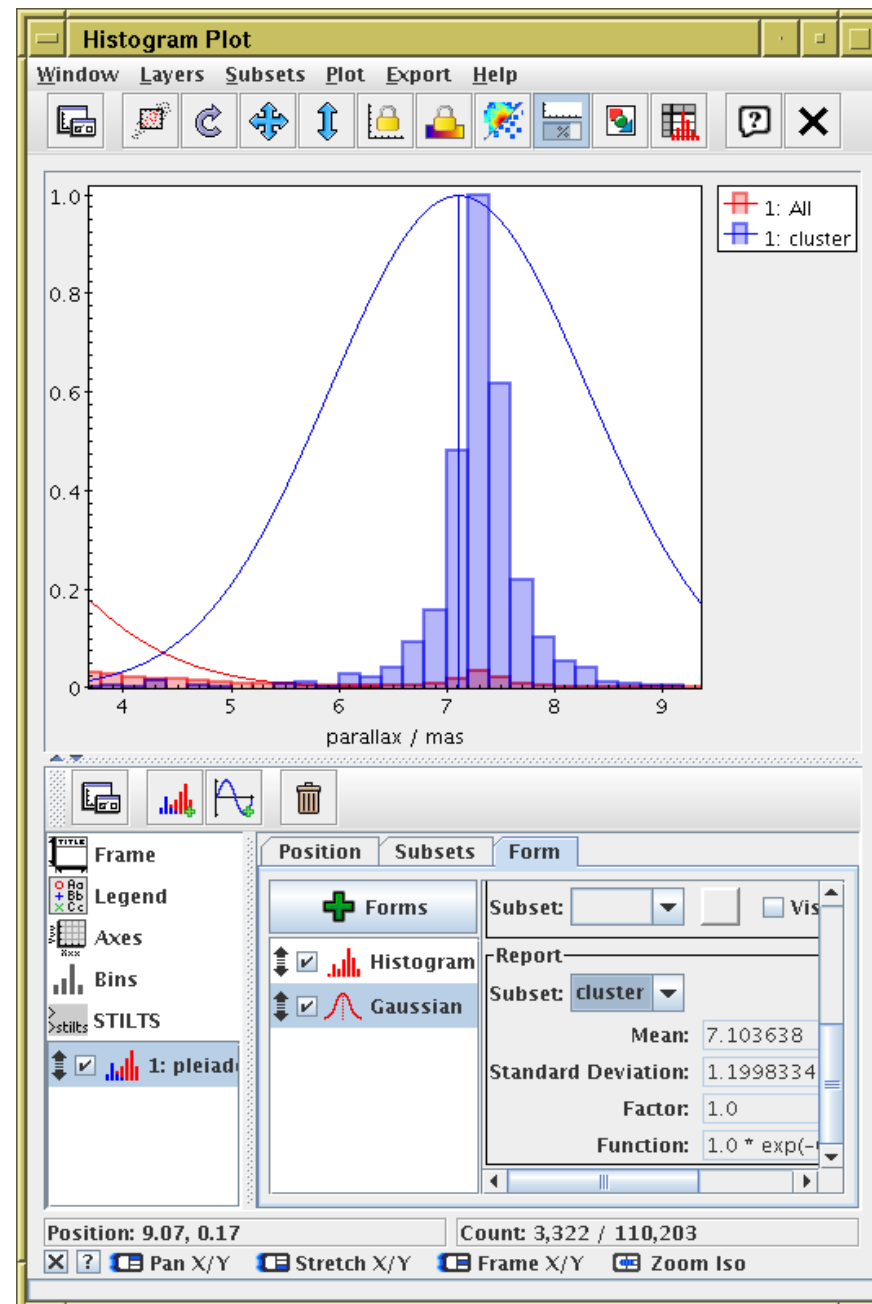 Histogram Plot
Window Layers Subsets Plot Export Help
1.0
0.8
0.6
0.4
0.2
0
4 5 6 7 8 9
parallax / mas
1: All
1: cluster
Frame
Legend
Axes
Bins
>stilts STILTS
1: pleiad
Position Subsets Form
Forms
Histogram
Gaussian
Subset: Vis
Report
Subset: cluster
Mean: 7.103638
Standard Deviation: 1.1998334
Factor: 1.0
Function: 1.0 * exp(-
Position: 9.07, 0.17 Count: 3,322 / 110,203
Pan X/Y Stretch X/Y Frame X/Y Zoom Iso